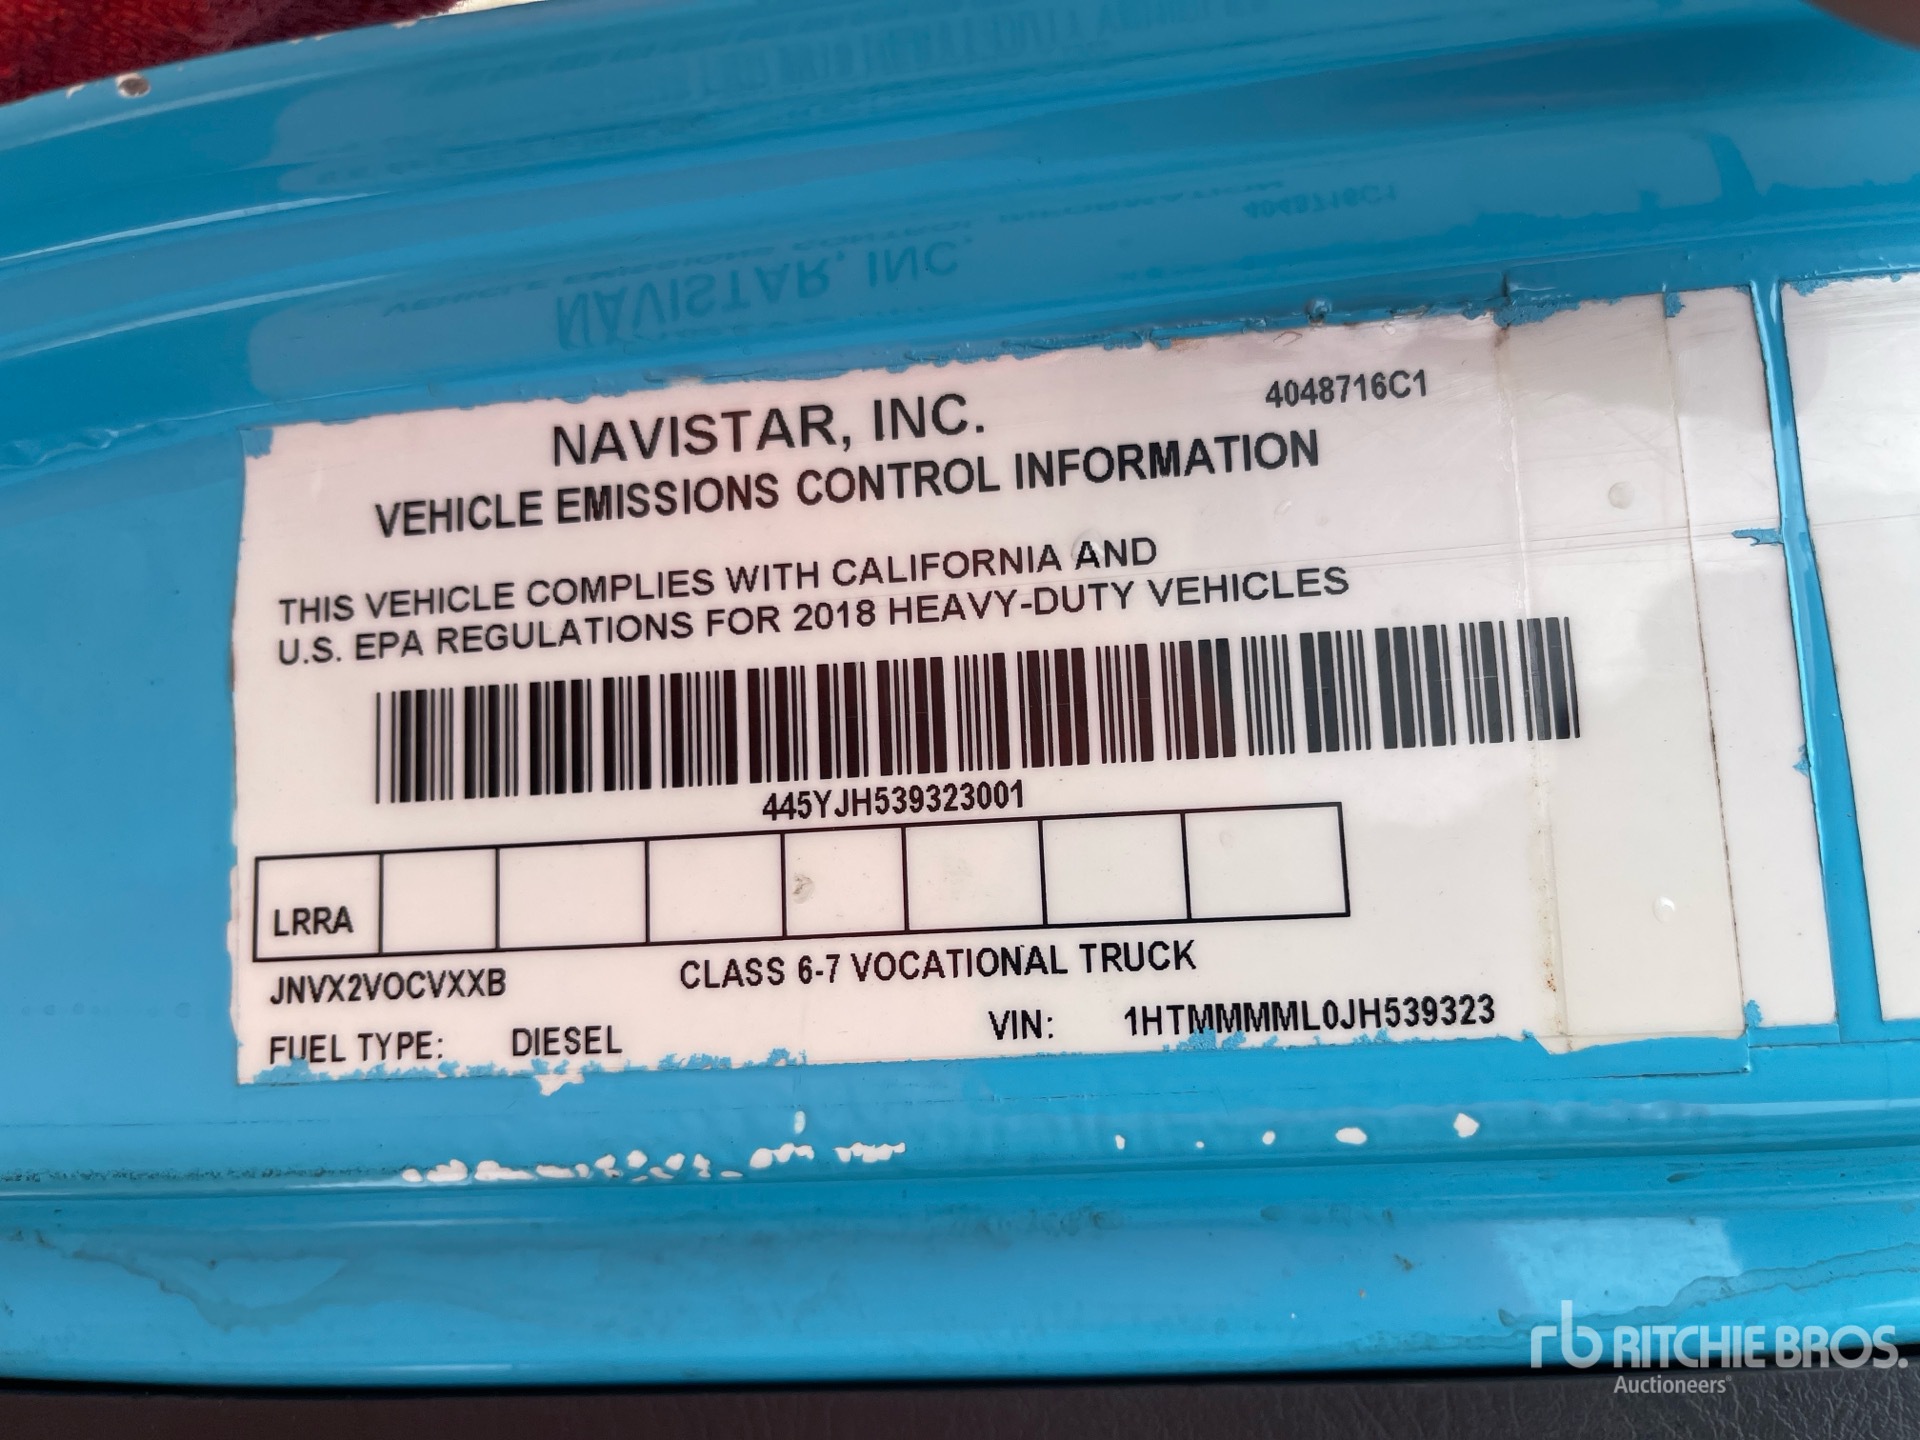 NAVISTAR, INC.
4048716C1
VEHICLE EMISSIONS CONTROL INFORMATION
THIS VEHICLE COMPLIES WITH CALIFORNIA AND
U.S. EPA REGULATIONS FOR 2018 HEAVY-DUTY VEHICLES
445YJH539323001
LRRA
JNVX2VOCVXXB
CLASS 6-7 VOCATIONAL TRUCK
FUEL TYPE: DIESEL
VIN: 1HTMMMML0JH539323
rb RITCHIE BROS.
Auctioneers